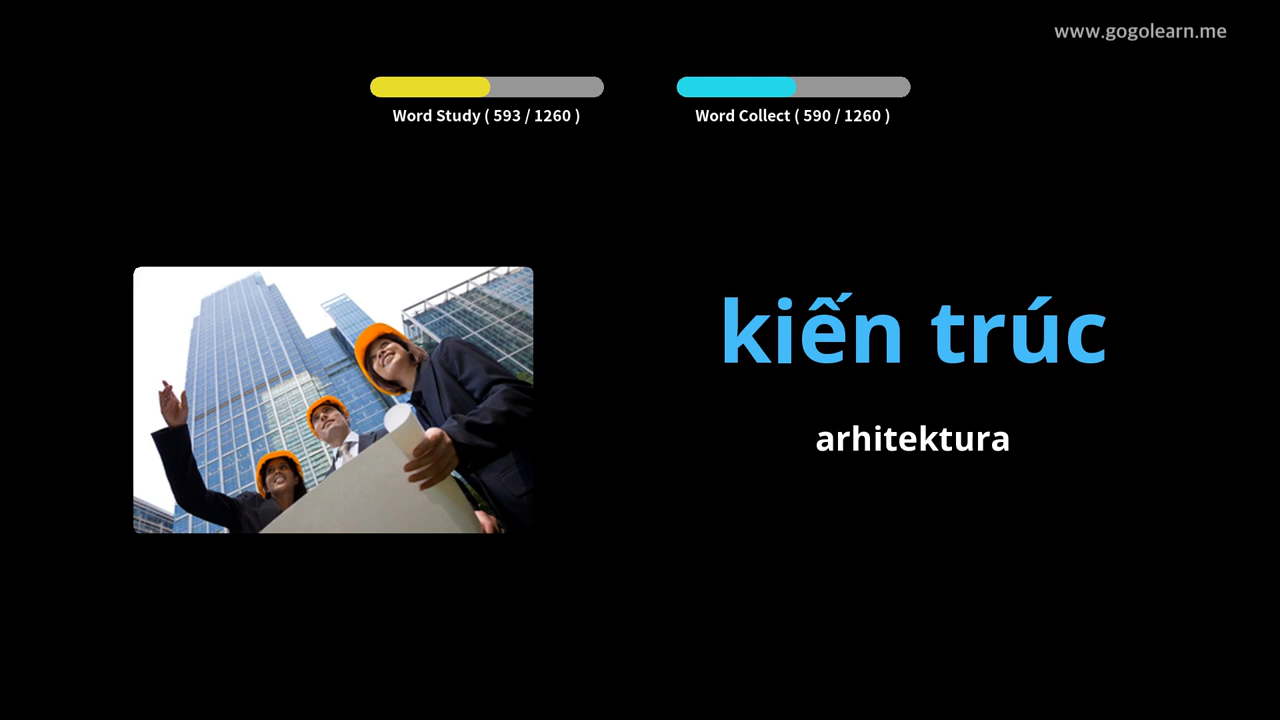 www.gogolearn.me
Word Study ( 593 / 1260 )
Word Collect ( 590 / 1260 )
kiến trúc
arhitektura